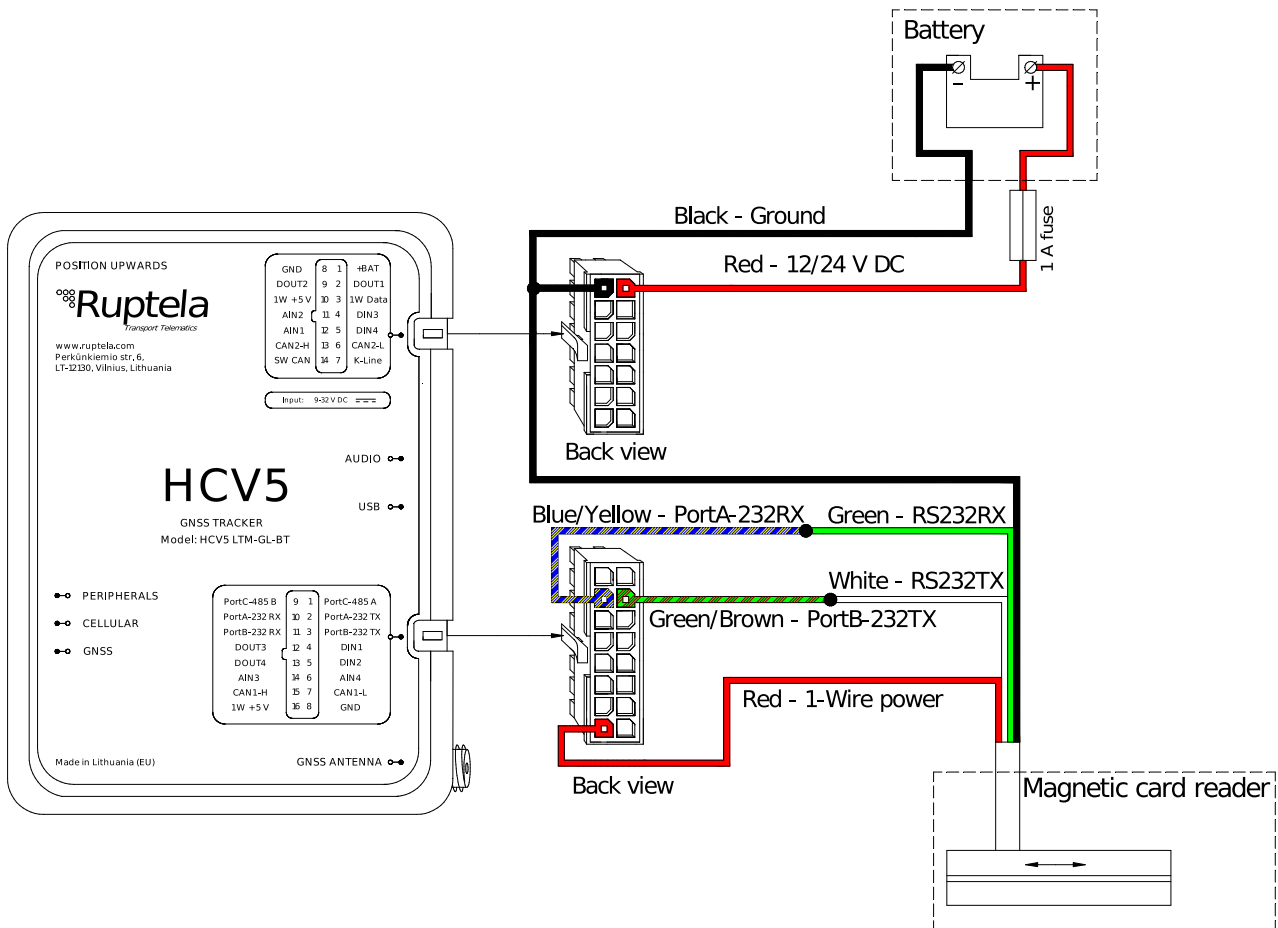 Battery
-
+
1 A fuse
Black - Ground
Red - 12/24 V DC
Back view
POSITION UPWARDS
Ruptela
Transport Telematics
www.ruptela.com
Perkūnkiemio str, 6,
LT-12130, Vilnius, Lithuania
GND 8 1 +BAT
DOUT2 9 2 DOUT1
1W +5 V 10 3 1W Data
AIN2 11 4 DIN3
AIN1 12 5 DIN4
CAN2-H 13 6 CAN2-L
SW CAN 14 7 K-Line
Input: 9-32 V DC
AUDIO
HCV5
USB
GNSS TRACKER
Model: HCV5 LTM-GL-BT
PERIPHERALS
CELLULAR
GNSS
PortC-485 B 9 1 PortC-485 A
PortA-232 RX 10 2 PortA-232 TX
PortB-232 RX 11 3 PortB-232 TX
DOUT3 12 4 DIN1
DOUT4 13 5 DIN2
AIN3 14 6 AIN4
CAN1-H 15 7 CAN1-L
1W +5 V 16 8 GND
Made in Lithuania (EU)
GNSS ANTENNA
Blue/Yellow - PortA-232RX
Green - RS232RX
White - RS232TX
Green/Brown - PortB-232TX
Red - 1-Wire power
Back view
Magnetic card reader